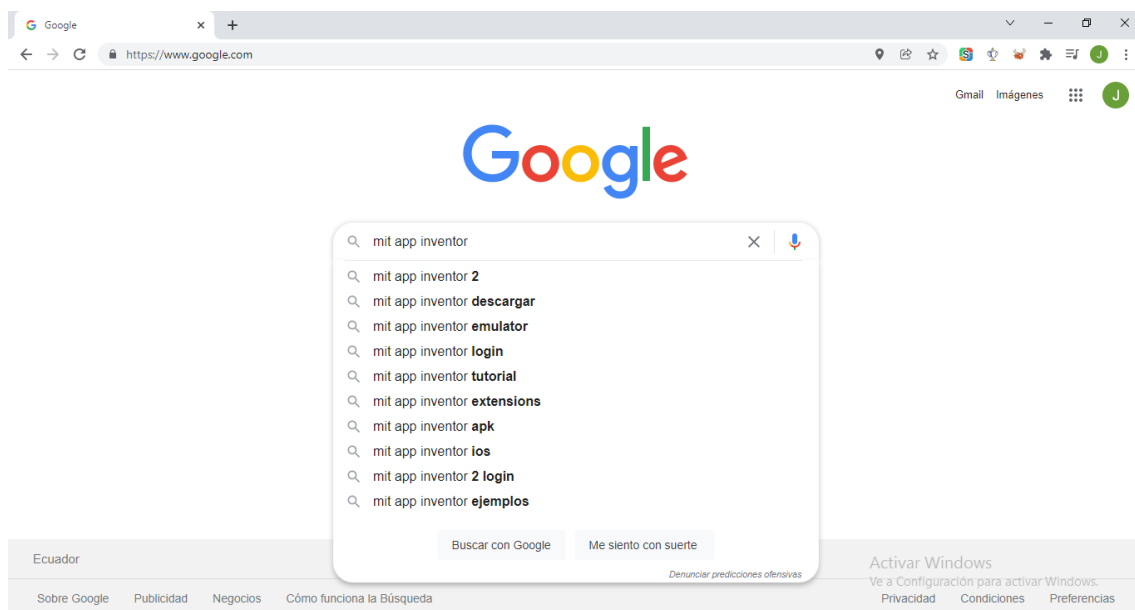 Google
https://www.google.com
J
Gmail Imágenes
J
Google
mit app inventor
mit app inventor 2
mit app inventor descargar
mit app inventor emulator
mit app inventor login
mit app inventor tutorial
mit app inventor extensions
mit app inventor apk
mit app inventor ios
mit app inventor 2 login
mit app inventor ejemplos
Buscar con Google Me siento con suerte
Denunciar predicciones ofensivas
Ecuador
Activar Windows
Ve a Configuración para activar Windows.
Sobre Google Publicidad Negocios Cómo funciona la Búsqueda Privacidad Condiciones Preferencias